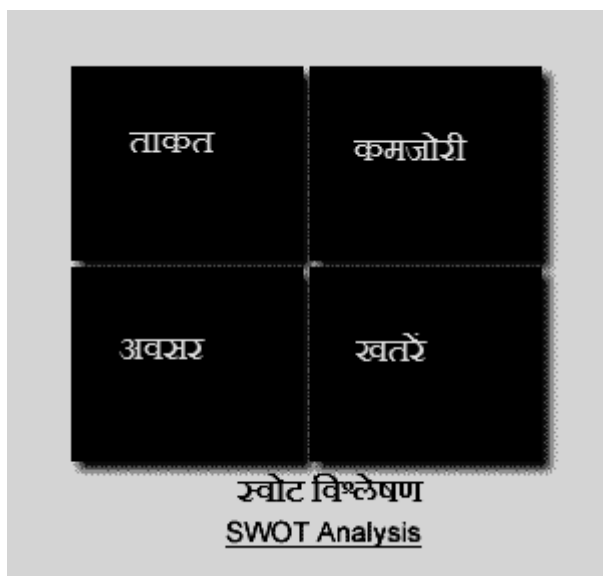 ताकत
कमजोरी
अवसर
खतरें
स्वोट विश्लेषण
SWOT Analysis